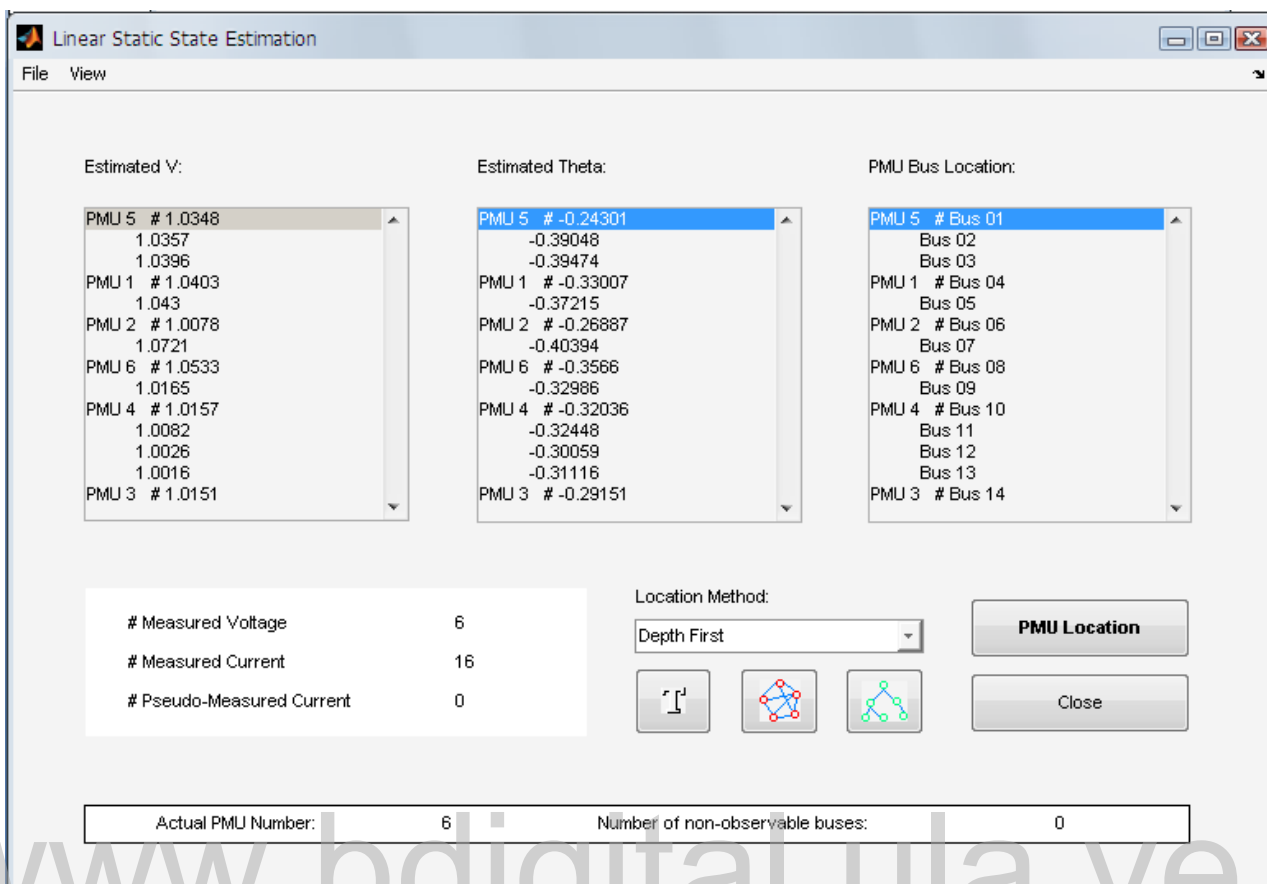 Linear Static State Estimation
File View
Estimated V:
PMU 5 # 1.0348
1.0357
1.0396
PMU 1 # 1.0403
1.043
PMU 2 # 1.0078
1.0721
PMU 6 # 1.0533
1.0165
PMU 4 # 1.0157
1.0082
1.0026
1.0016
PMU 3 # 1.0151
Estimated Theta:
PMU 5 # -0.24301
-0.39048
-0.39474
PMU 1 # -0.33007
-0.37215
PMU 2 # -0.26887
-0.40394
PMU 6 # -0.3566
-0.32986
PMU 4 # -0.32036
-0.32448
-0.30059
-0.31116
PMU 3 # -0.29151
PMU Bus Location:
PMU 5 # Bus 01
Bus 02
Bus 03
PMU 1 # Bus 04
Bus 05
PMU 2 # Bus 06
Bus 07
PMU 6 # Bus 08
Bus 09
PMU 4 # Bus 10
Bus 11
Bus 12
Bus 13
PMU 3 # Bus 14
# Measured Voltage 6
# Measured Current 16
# Pseudo-Measured Current 0
Location Method:
Depth First
PMU Location
Close
Actual PMU Number: 6 Number of non-observable buses: 0
www.bdigital.ula.ve